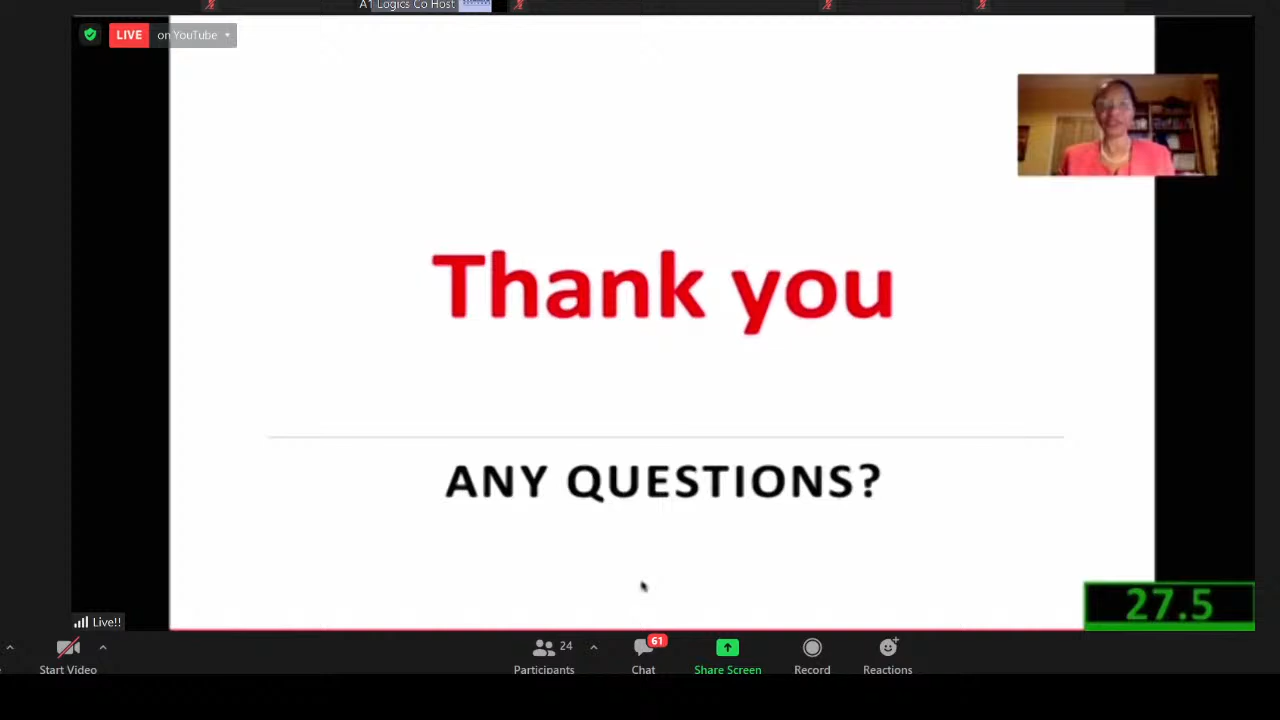 A1 Logics Co Host
LIVE on YouTube
Thank you
ANY QUESTIONS?
27.5
Live!!
24
61
Start Video
Participants
Chat
Share Screen
Record
Reactions